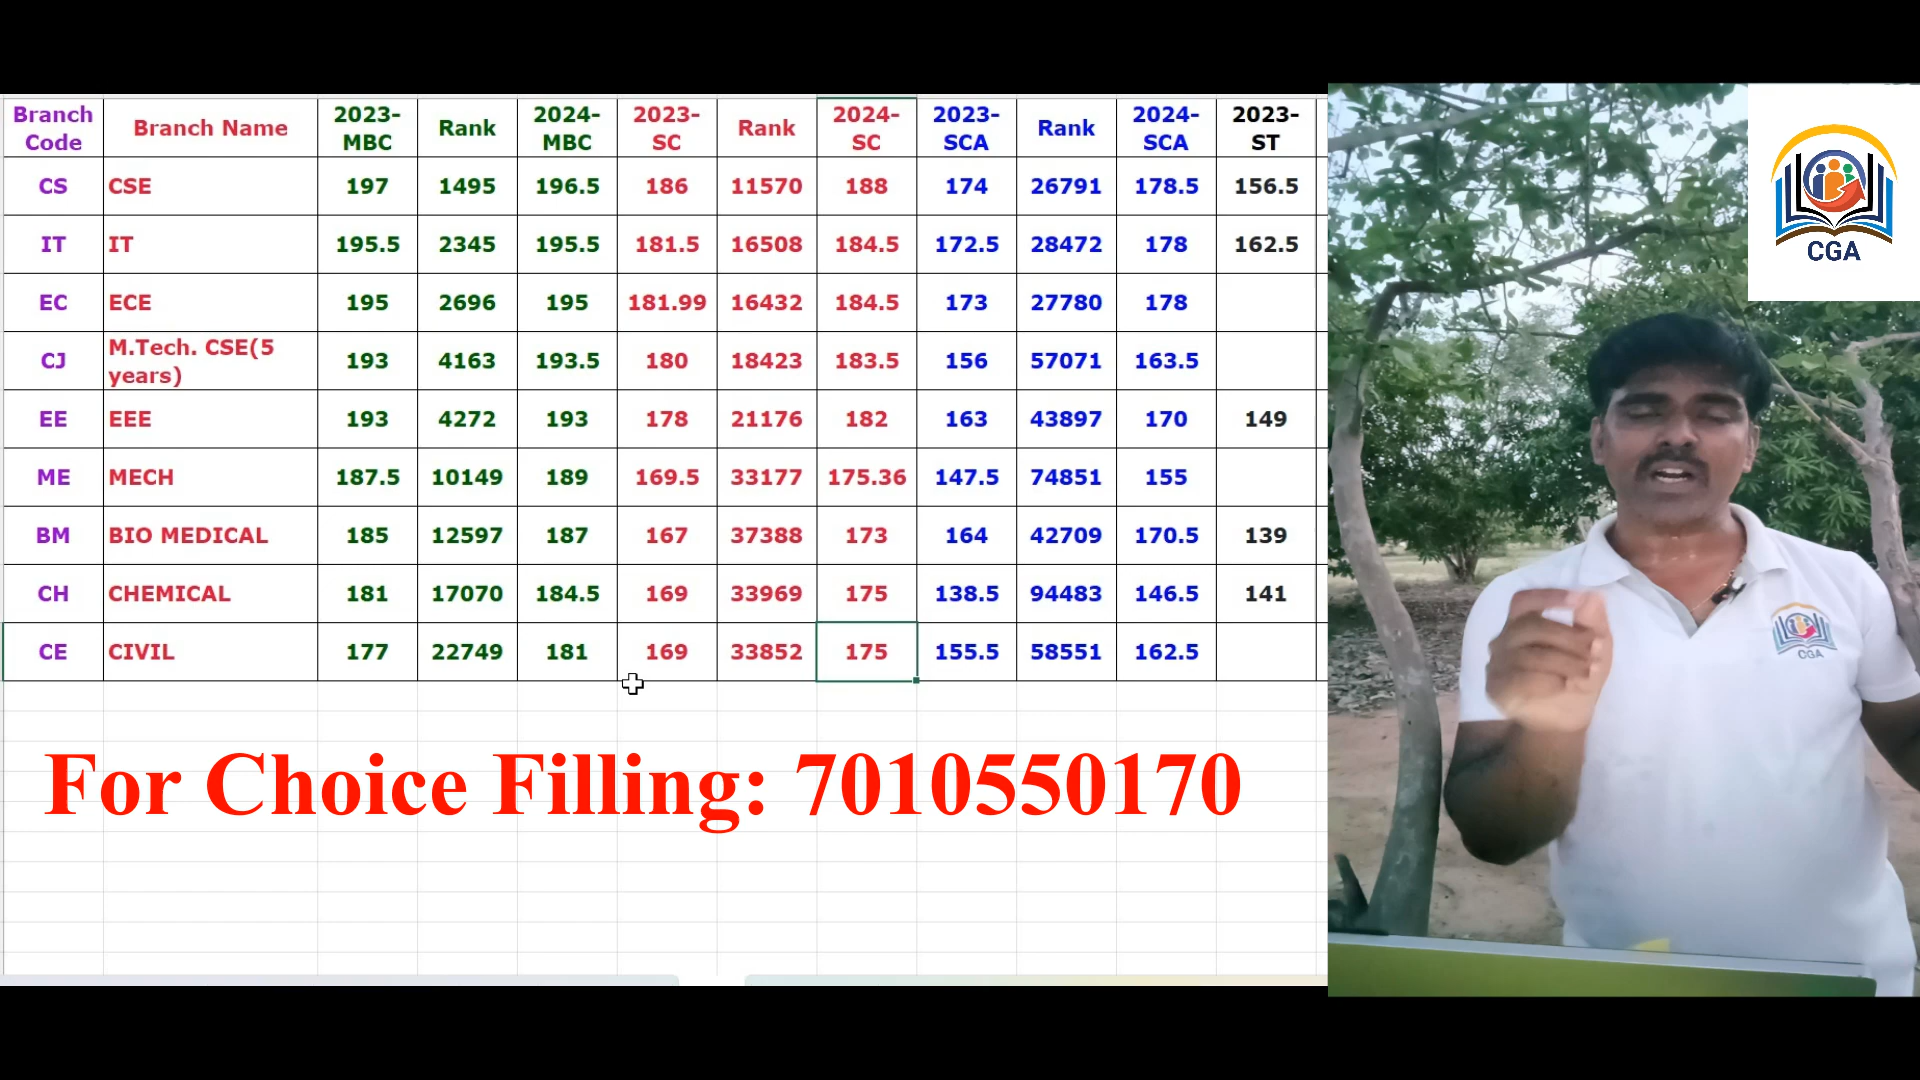 Branch Code	Branch Name	2023-MBC	Rank	2024-MBC	2023-SC	Rank	2024-SC	2023-SCA	Rank	2024-SCA	2023-ST
CS	CSE	197	1495	196.5	186	11570	188	174	26791	178.5	156.5
IT	IT	195.5	2345	195.5	181.5	16508	184.5	172.5	28472	178	162.5
EC	ECE	195	2696	195	181.99	16432	184.5	173	27780	178
CJ	M.Tech. CSE(5 years)	193	4163	193.5	180	18423	183.5	156	57071	163.5
EE	EEE	193	4272	193	178	21176	182	163	43897	170	149
ME	MECH	187.5	10149	189	169.5	33177	175.36	147.5	74851	155
BM	BIO MEDICAL	185	12597	187	167	37388	173	164	42709	170.5	139
CH	CHEMICAL	181	17070	184.5	169	33969	175	138.5	94483	146.5	141
CE	CIVIL	177	22749	181	169	33852	175	155.5	58551	162.5
For Choice Filling: 7010550170
CGA
CGA